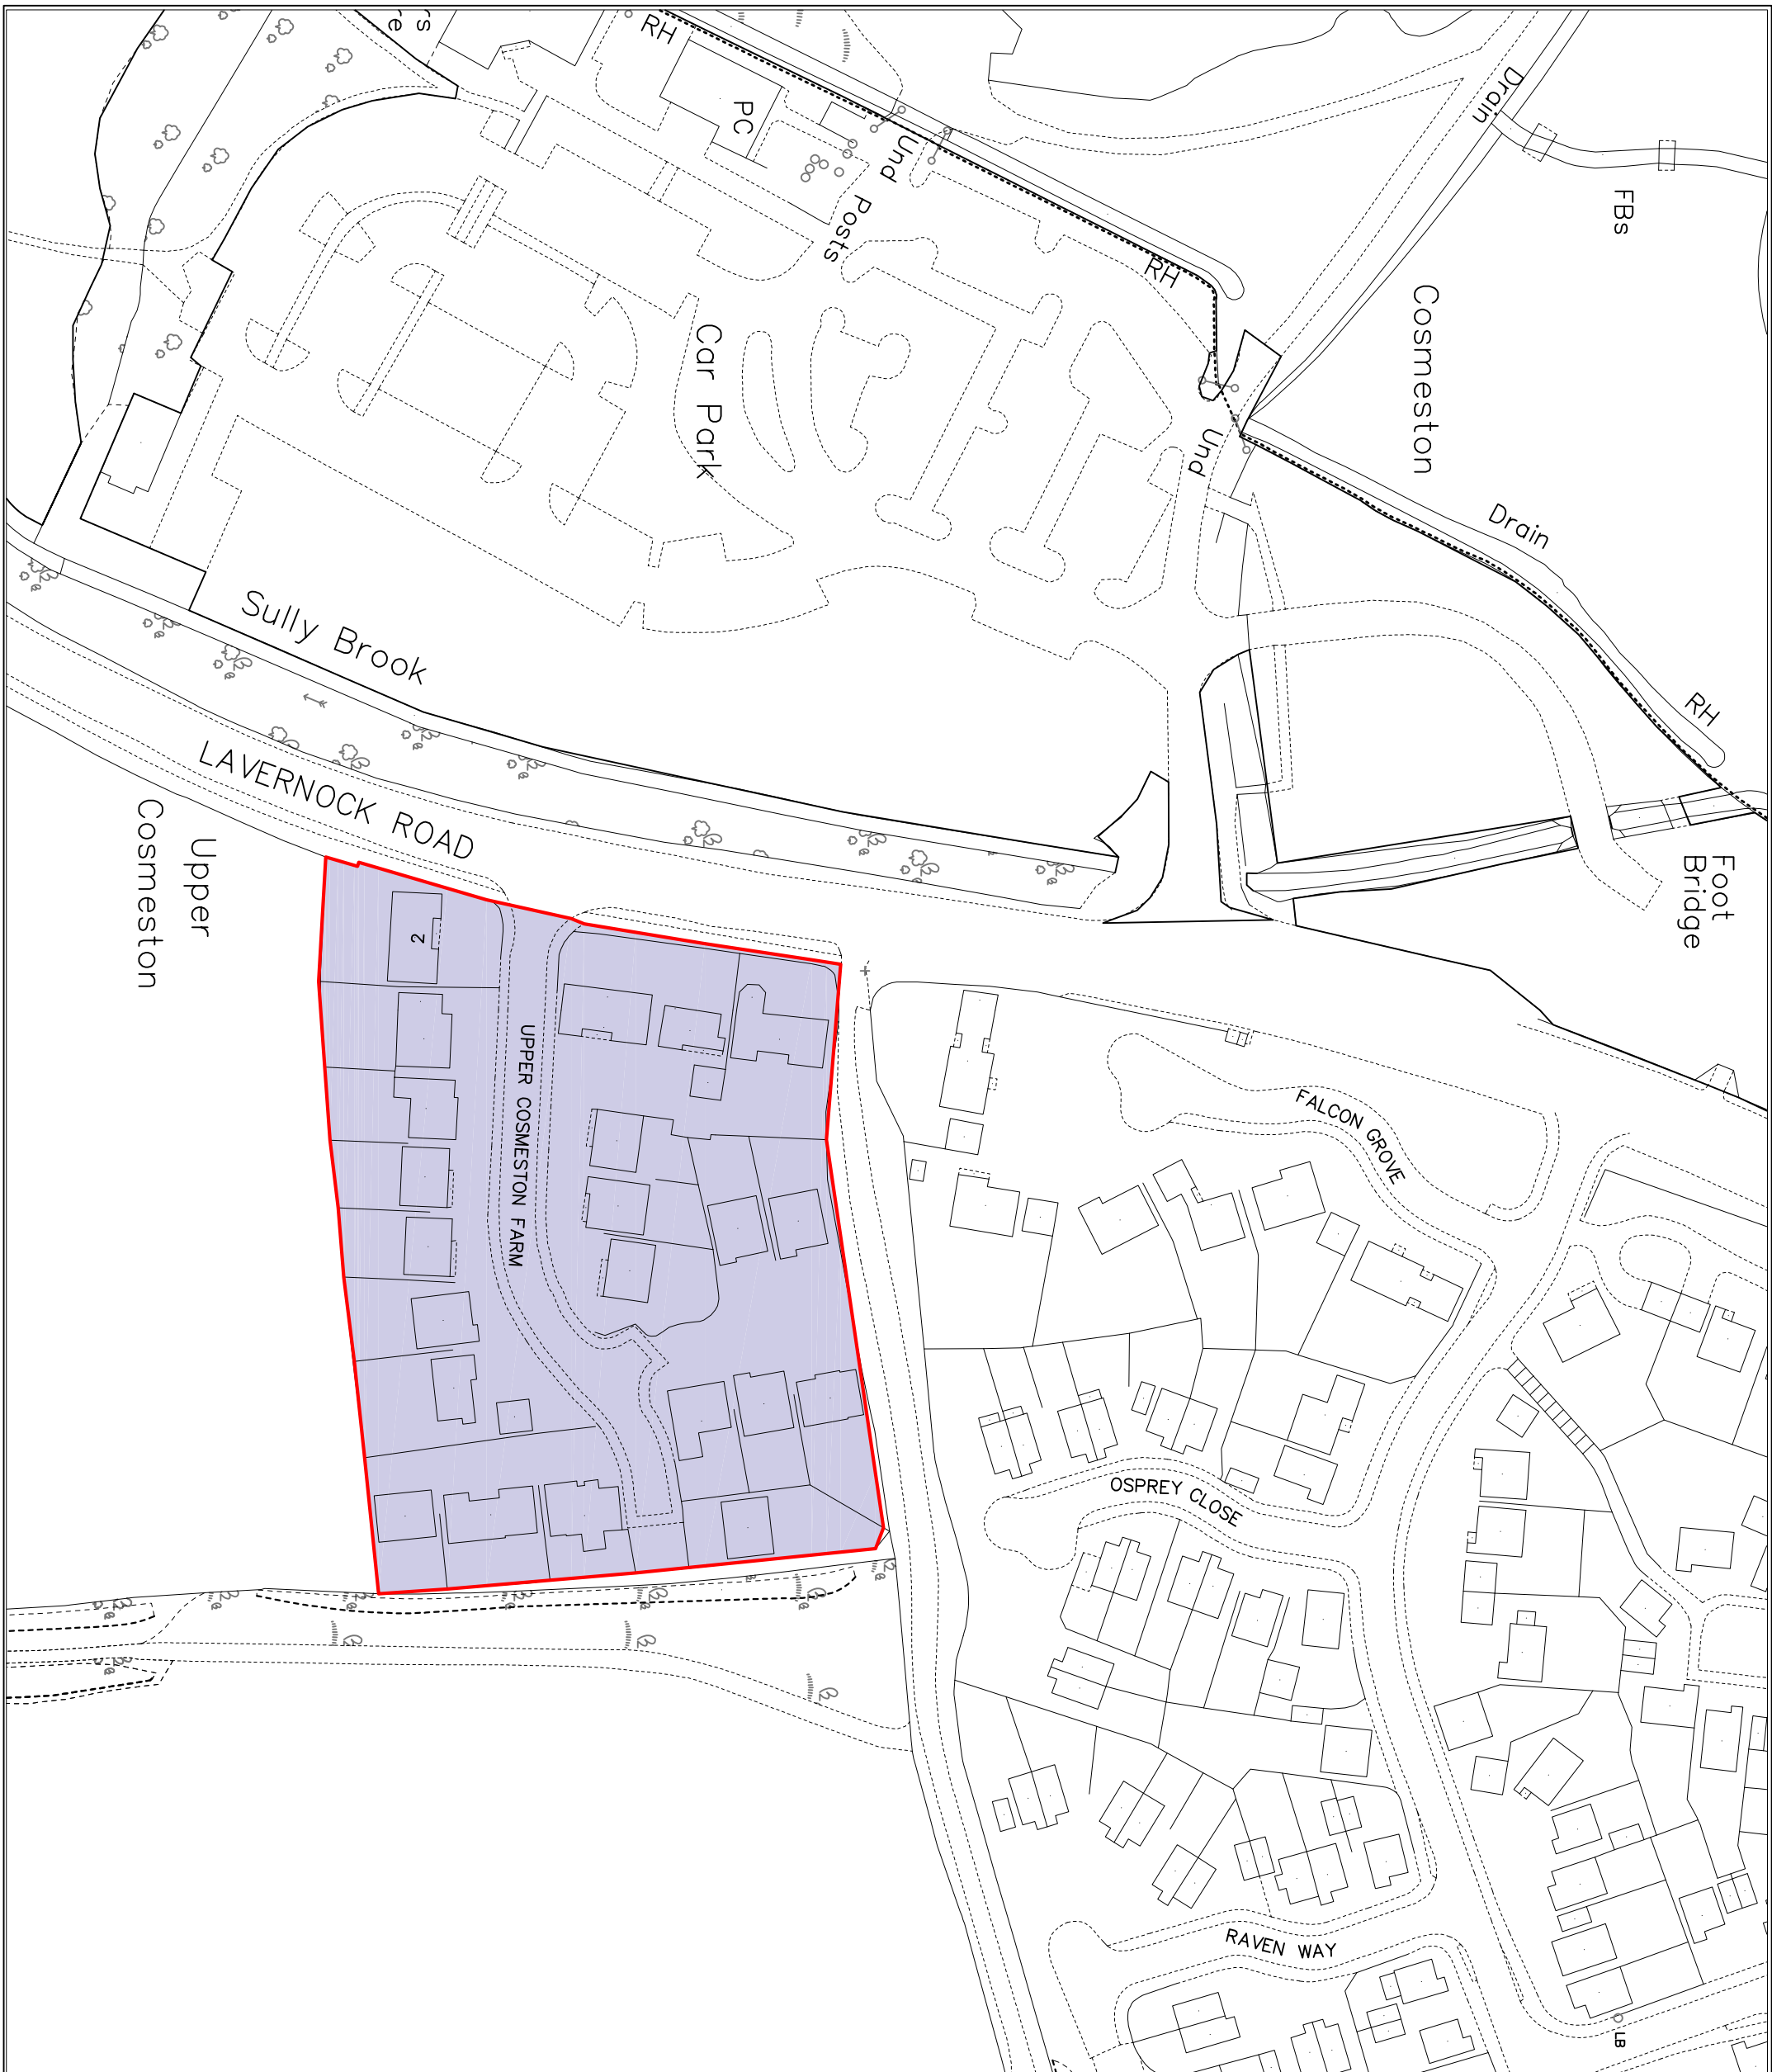 RH
PC
Und
Posts
RH
Drain
FBs
Cosmeston
Car Park
Und
Drain
RH
Sully Brook
LAVERNOCK ROAD
Upper
Cosmeston
Foot
Bridge
2
UPPER COSMESTON FARM
FALCON GROVE
OSPREY CLOSE
RAVEN WAY
LB